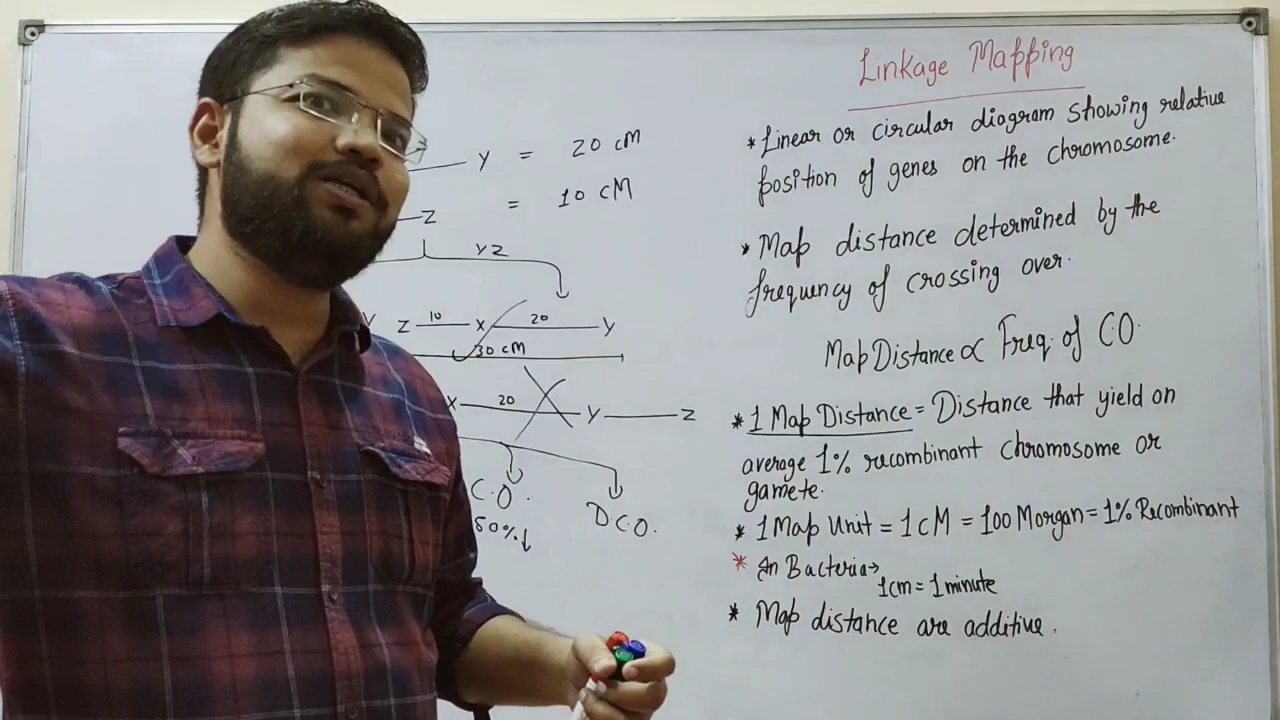 Linkage Mapping
* Linear or circular diagram showing relative
position of genes on the chromosome.
* Map distance determined by the
frequency of crossing over.
Map Distance ∝ Freq. of CO.
* 1 Map Distance = Distance that yield on
average 1% recombinant chromosome or
gamete.
* 1 Map Unit = 1 cM = 100 Morgan = 1% Recombinant
* In Bacteria →
1cm = 1 minute
* Map distance are additive.
Y = 20 cM
Z = 10 cM
YZ
Y Z 10 X 20 Y
30 cM
X 20 Y Z
C.O.
50% ↓
D.C.O.